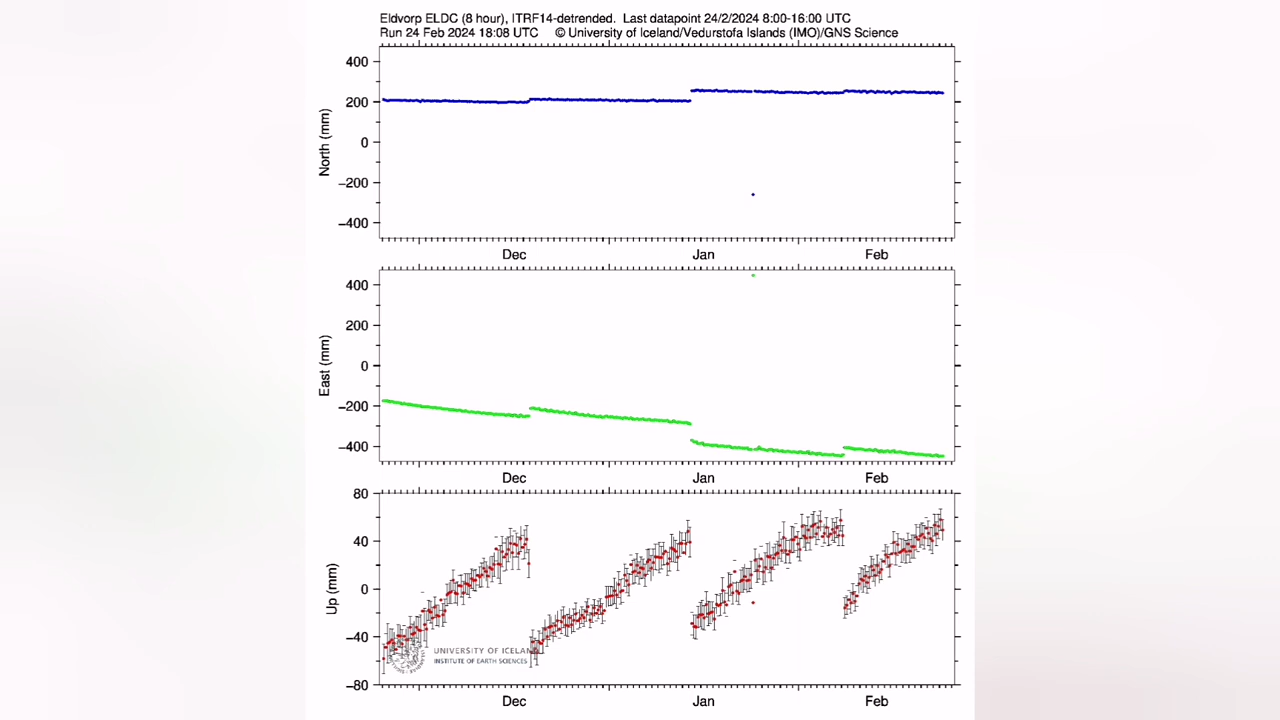 Eldvorp ELDC (8 hour), ITRF14-detrended. Last datapoint 24/2/2024 8:00-16:00 UTC
Run 24 Feb 2024 18:08 UTC © University of Iceland/Vedurstofa Islands (IMO)/GNS Science
400
200
0
−200
−400
North (mm)
Dec Jan Feb
400
200
0
−200
−400
East (mm)
Dec Jan Feb
80
40
0
−40
−80
Up (mm)
UNIVERSITY OF ICELAND
INSTITUTE OF EARTH SCIENCES
Dec Jan Feb